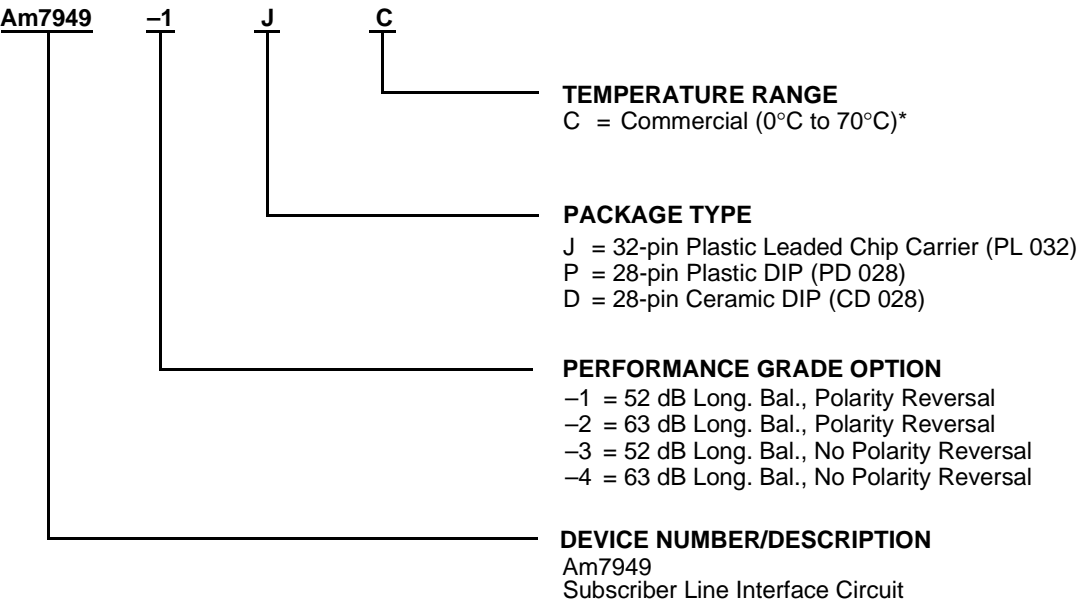 Am7949 –1 J C
TEMPERATURE RANGE
C = Commercial (0°C to 70°C)*
PACKAGE TYPE
J = 32-pin Plastic Leaded Chip Carrier (PL 032)
P = 28-pin Plastic DIP (PD 028)
D = 28-pin Ceramic DIP (CD 028)
PERFORMANCE GRADE OPTION
–1 = 52 dB Long. Bal., Polarity Reversal
–2 = 63 dB Long. Bal., Polarity Reversal
–3 = 52 dB Long. Bal., No Polarity Reversal
–4 = 63 dB Long. Bal., No Polarity Reversal
DEVICE NUMBER/DESCRIPTION
Am7949
Subscriber Line Interface Circuit